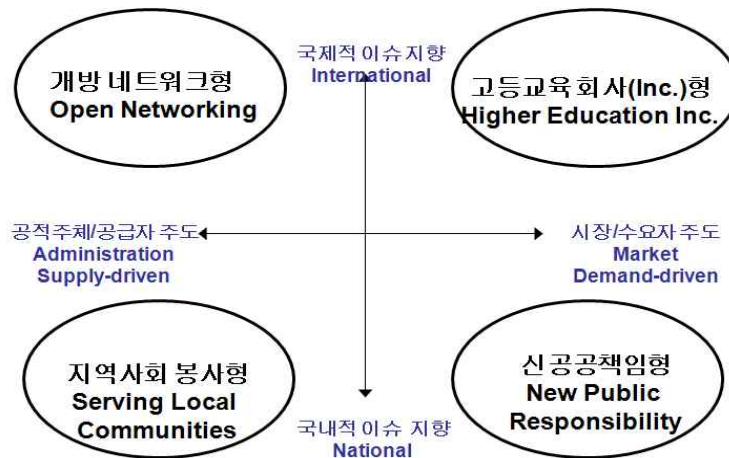 국제적 이슈 지향
International
개방 네트워크형
Open Networking
고등교육 회사(Inc.)형
Higher Education Inc.
공적주체/공급자 주도
Administration
Supply-driven
시장/수요자 주도
Market
Demand-driven
지역사회 봉사형
Serving Local
Communities
신공공책임형
New Public
Responsibility
국내적 이슈 지향
National